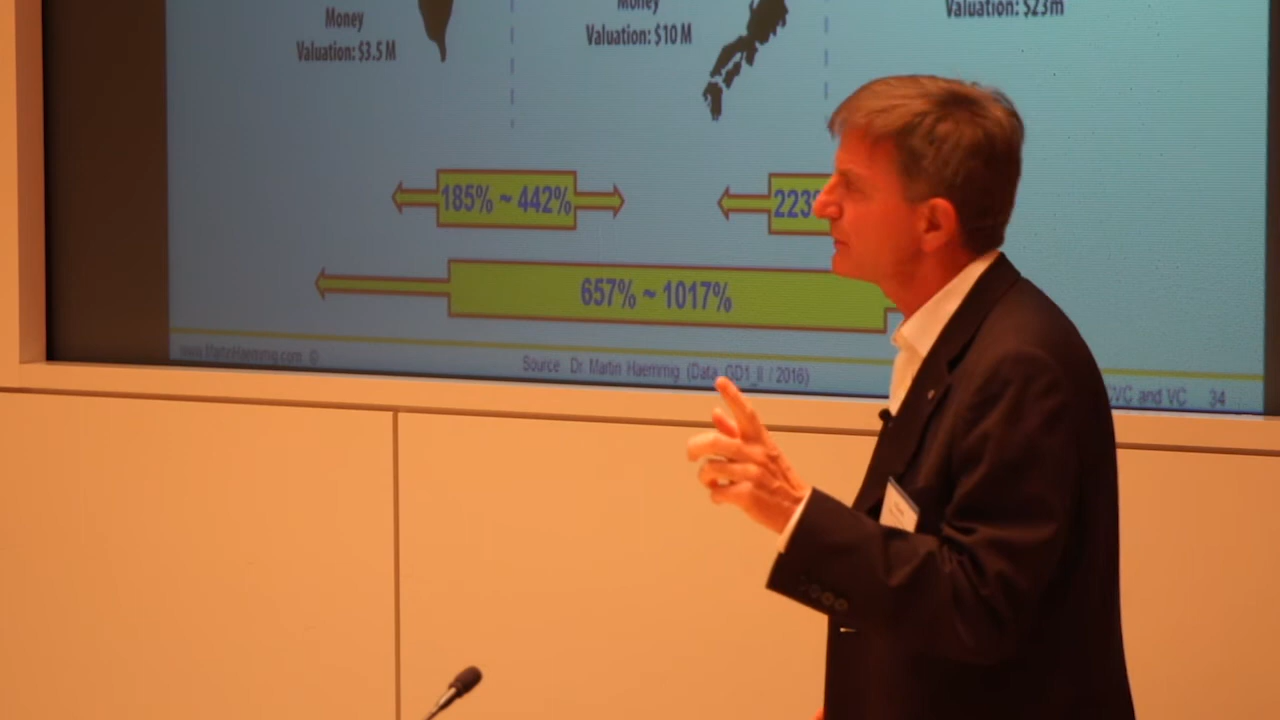 Money
Valuation: $3.5 M
Money
Valuation: $10 M
Valuation: $23m
185% ~ 442%
223%
657% ~ 1017%
www.MartinHaemmig.com ©
Source: Dr. Martin Haemmig (Data: GD1_II / 2016)
CVC and VC 34